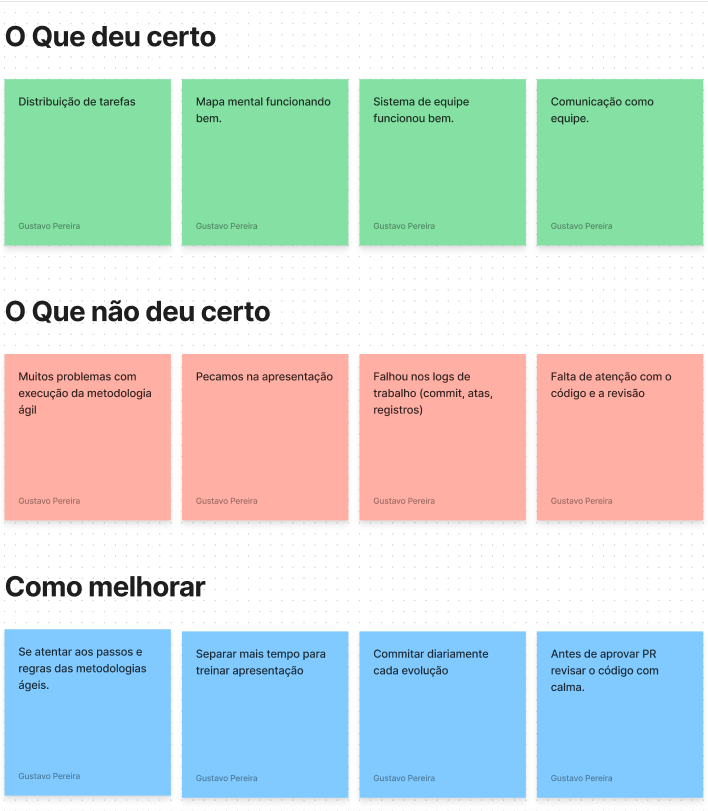 O Que deu certo
Distribuição de tarefas
Mapa mental funcionando
bem.
Sistema de equipe
funcionou bem.
Comunicação como
equipe.
Gustavo Pereira
Gustavo Pereira
Gustavo Pereira
Gustavo Pereira
O Que não deu certo
Muitos problemas com
execução da metodologia
ágil
Pecamos na apresentação
Falhou nos logs de
trabalho (commit, atas,
registros)
Falta de atenção com o
código e a revisão
Gustavo Pereira
Gustavo Pereira
Gustavo Pereira
Gustavo Pereira
Como melhorar
Se atentar aos passos e
regras das metodologias
ágeis.
Separar mais tempo para
treinar apresentação
Commitar diariamente
cada evolução
Antes de aprovar PR
revisar o código com
calma.
Gustavo Pereira
Gustavo Pereira
Gustavo Pereira
Gustavo Pereira